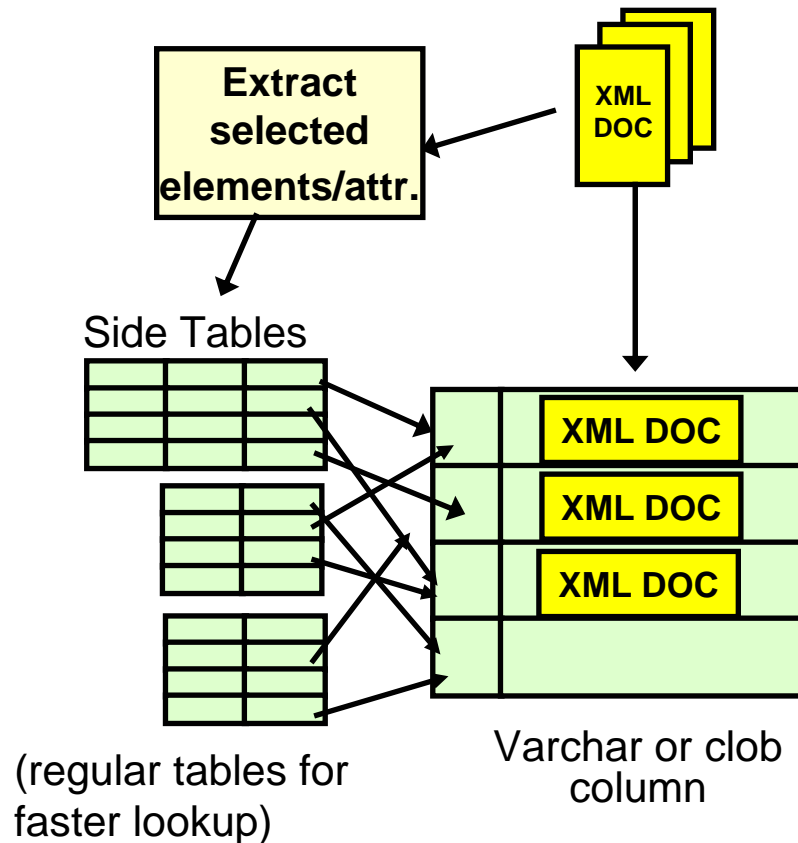 Extract
selected
elements/attr.
XML
DOC
Side Tables
XML DOC
XML DOC
XML DOC
(regular tables for
faster lookup)
Varchar or clob
column